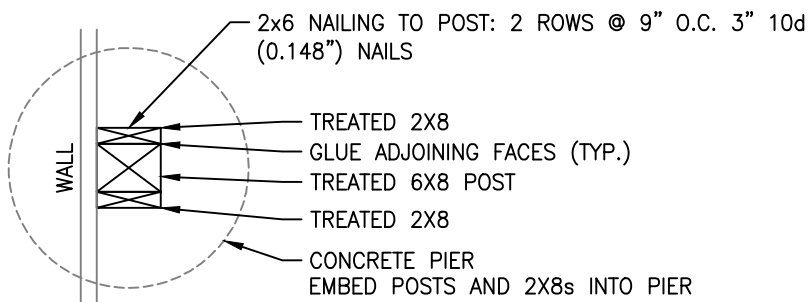 2x6 NAILING TO POST: 2 ROWS @ 9" O.C. 3" 10d
(0.148") NAILS
TREATED 2X8
GLUE ADJOINING FACES (TYP.)
TREATED 6X8 POST
TREATED 2X8
CONCRETE PIER
EMBED POSTS AND 2X8s INTO PIER
WALL